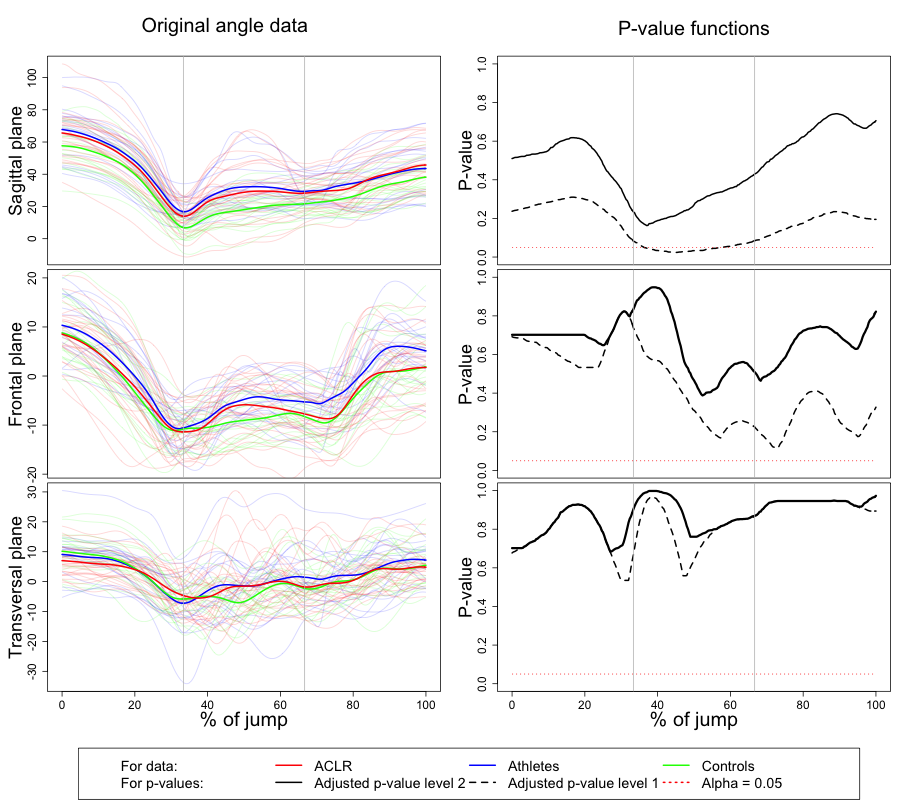 Original angle data
P-value functions
Sagittal plane
0 20 40 60 80 100
P-value
0.0 0.2 0.4 0.6 0.8 1.0
Frontal plane
-20 -10 0 10 20
P-value
0.0 0.2 0.4 0.6 0.8 1.0
Transversal plane
-30 -20 -10 0 10 20 30
P-value
0.0 0.2 0.4 0.6 0.8 1.0
0 20 40 60 80 100
0 20 40 60 80 100
% of jump
% of jump
For data: ACLR Athletes Controls
For p-values: Adjusted p-value level 2 Adjusted p-value level 1 Alpha = 0.05